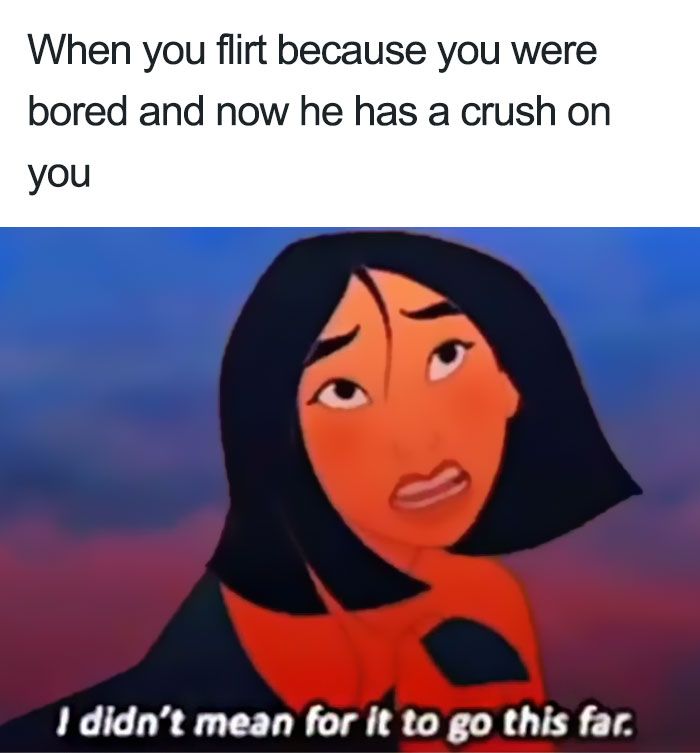 When you flirt because you were
bored and now he has a crush on
you
I didn't mean for it to go this far.